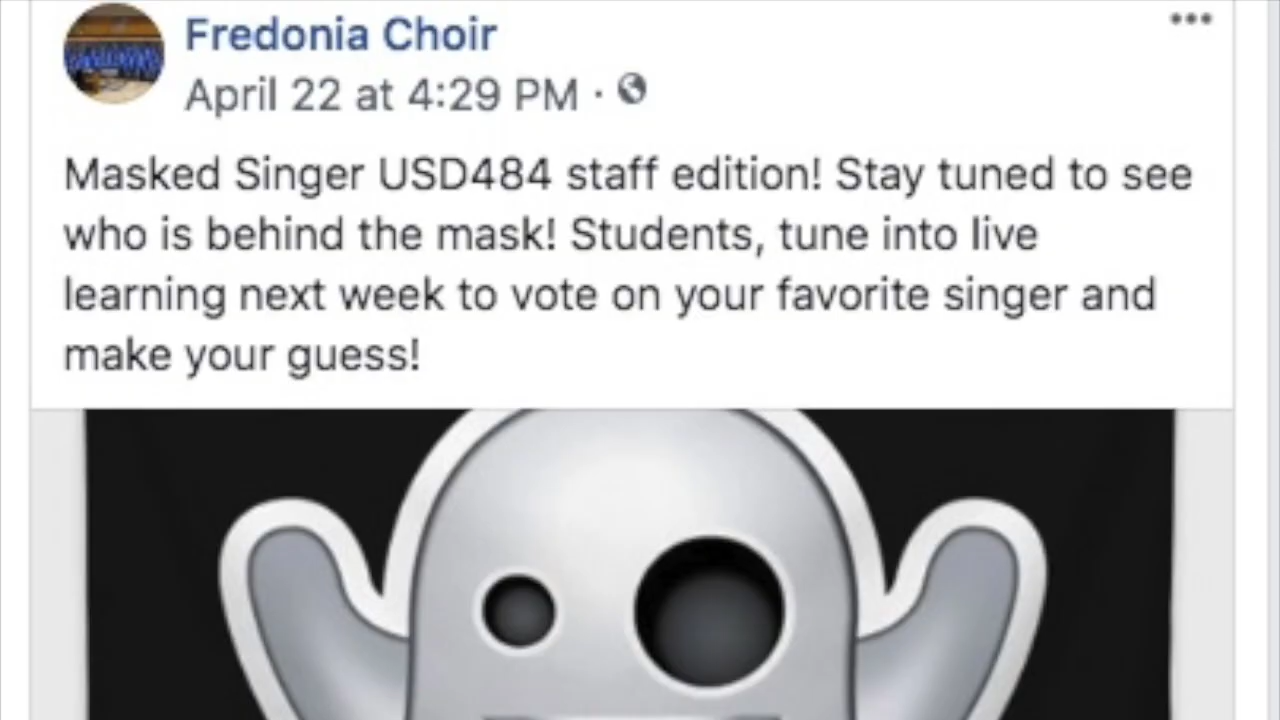 Fredonia Choir
April 22 at 4:29 PM ·
Masked Singer USD484 staff edition! Stay tuned to see
who is behind the mask! Students, tune into live
learning next week to vote on your favorite singer and
make your guess!